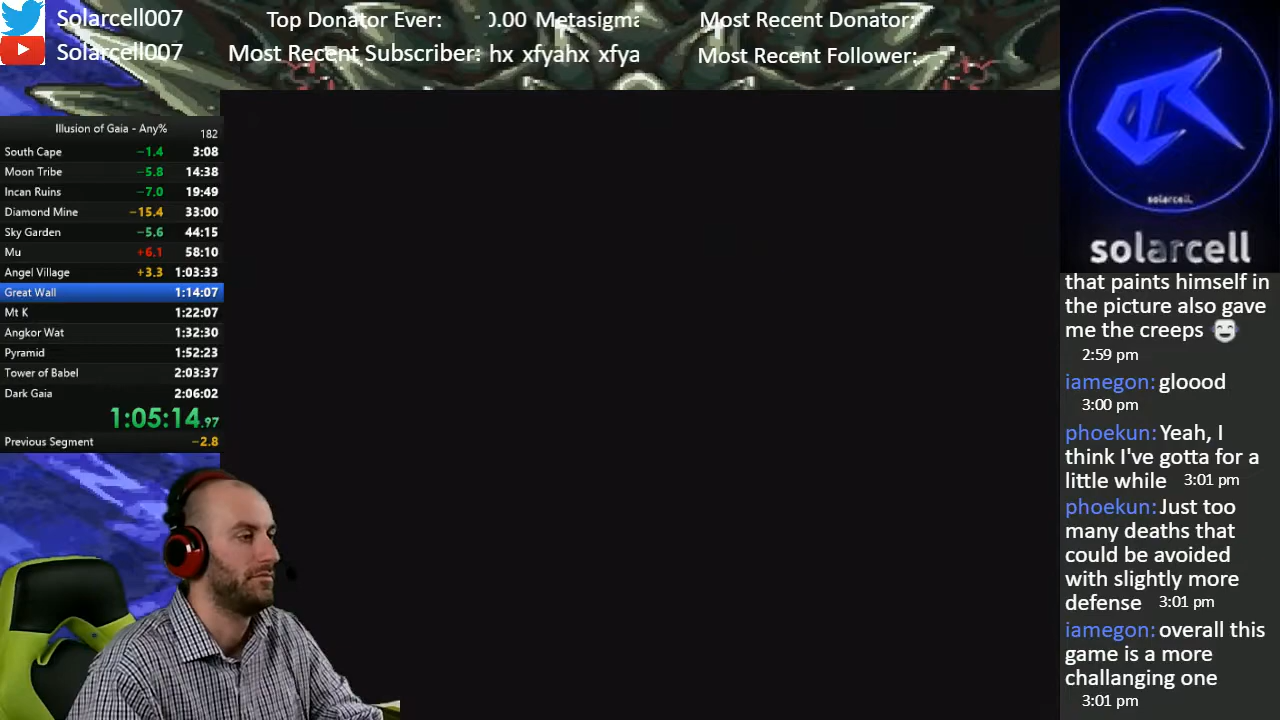 Solarcell007
Top Donator Ever:
0.00 Metasigma
Most Recent Donator:
Solarcell007
Most Recent Subscriber:
hx xfyahx xfya
Most Recent Follower:
Illusion of Gaia - Any%
182
South Cape −1.4 3:08
Moon Tribe −5.8 14:38
Incan Ruins −7.0 19:49
Diamond Mine −15.4 33:00
Sky Garden −5.6 44:15
Mu +6.1 58:10
Angel Village +3.3 1:03:33
Great Wall 1:14:07
Mt K 1:22:07
Angkor Wat 1:32:30
Pyramid 1:52:23
Tower of Babel 2:03:37
Dark Gaia 2:06:02
1:05:14.97
Previous Segment −2.8
solarcell
solarcell
that paints himself in
the picture also gave
me the creeps
2:59 pm
iamegon: gloood
3:00 pm
phoekun: Yeah, I
think I've gotta for a
little while 3:01 pm
phoekun: Just too
many deaths that
could be avoided
with slightly more
defense 3:01 pm
iamegon: overall this
game is a more
challanging one
3:01 pm